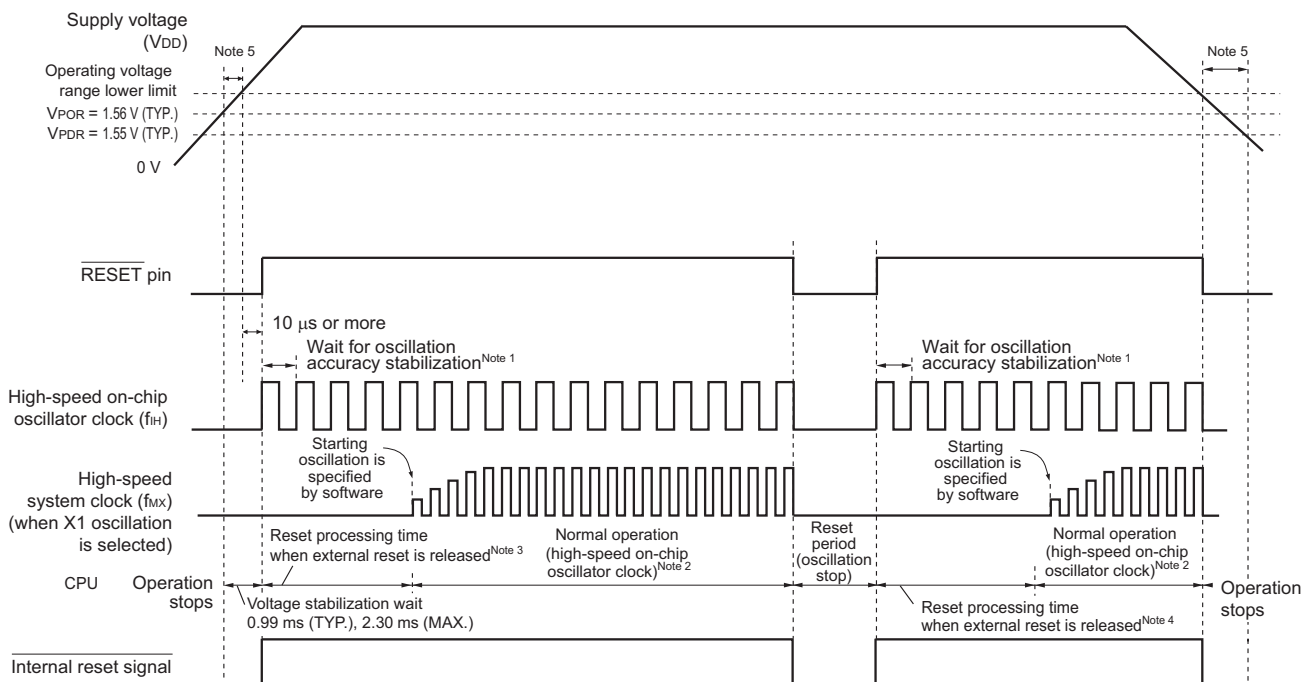 Supply voltage
(VDD)
Note 5
Note 5
Operating voltage
range lower limit
VPOR = 1.56 V (TYP.)
VPDR = 1.55 V (TYP.)
0 V
RESET pin
10 μs or more
Wait for oscillation
accuracy stabilization Note 1
Wait for oscillation
accuracy stabilization Note 1
High-speed on-chip
oscillator clock (fIH)
Starting
oscillation is
specified
by software
Starting
oscillation is
specified
by software
High-speed
system clock (fMX)
(when X1 oscillation
is selected)
Reset processing time
when external reset is released Note 3
Normal operation
(high-speed on-chip
oscillator clock) Note 2
Reset
period
(oscillation
stop)
Normal operation
(high-speed on-chip
oscillator clock) Note 2
CPU
Operation
stops
Voltage stabilization wait
0.99 ms (TYP.), 2.30 ms (MAX.)
Reset processing time
when external reset is released Note 4
Operation
stops
Internal reset signal